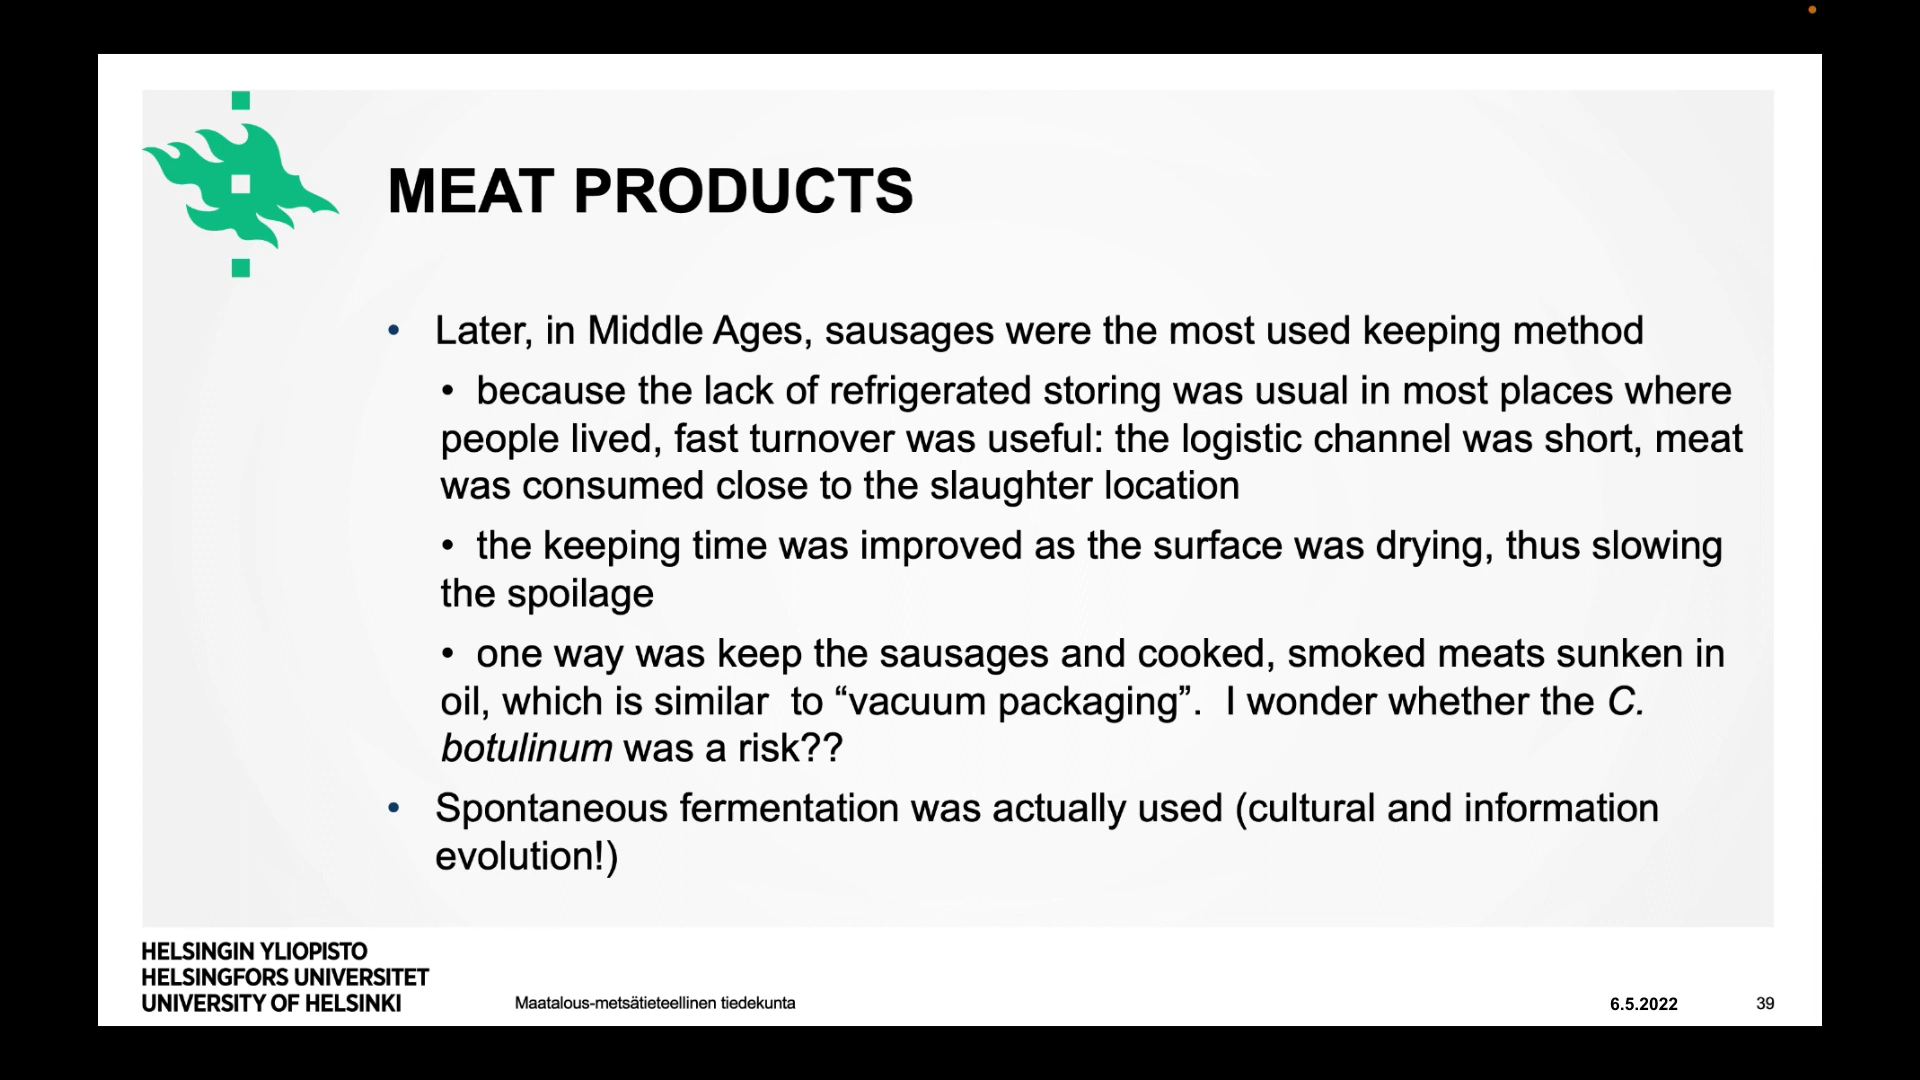 MEAT PRODUCTS
• Later, in Middle Ages, sausages were the most used keeping method
• because the lack of refrigerated storing was usual in most places where
people lived, fast turnover was useful: the logistic channel was short, meat
was consumed close to the slaughter location
• the keeping time was improved as the surface was drying, thus slowing
the spoilage
• one way was keep the sausages and cooked, smoked meats sunken in
oil, which is similar  to “vacuum packaging”.  I wonder whether the C.
botulinum was a risk??
• Spontaneous fermentation was actually used (cultural and information
evolution!)
HELSINGIN YLIOPISTO
HELSINGFORS UNIVERSITET
UNIVERSITY OF HELSINKI
Maatalous-metsätieteellinen tiedekunta
6.5.2022
39